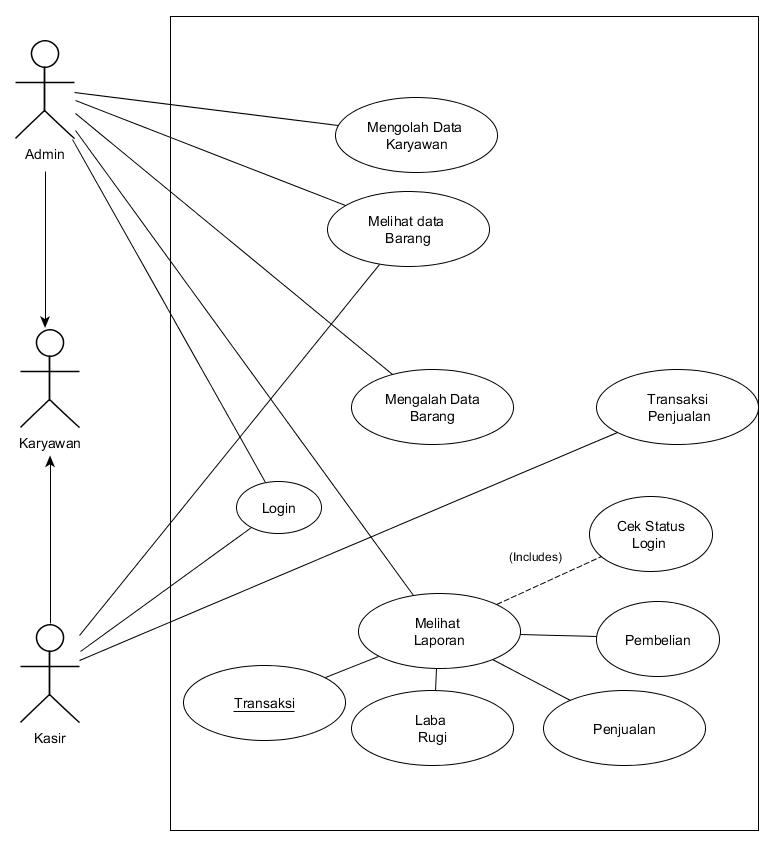 Admin
Mengolah Data
Karyawan
Melihat data
Barang
Karyawan
Mengalah Data
Barang
Transaksi
Penjualan
Login
Cek Status
Login
(Includes)
Melihat
Laporan
Pembelian
Transaksi
Laba
Rugi
Penjualan
Kasir